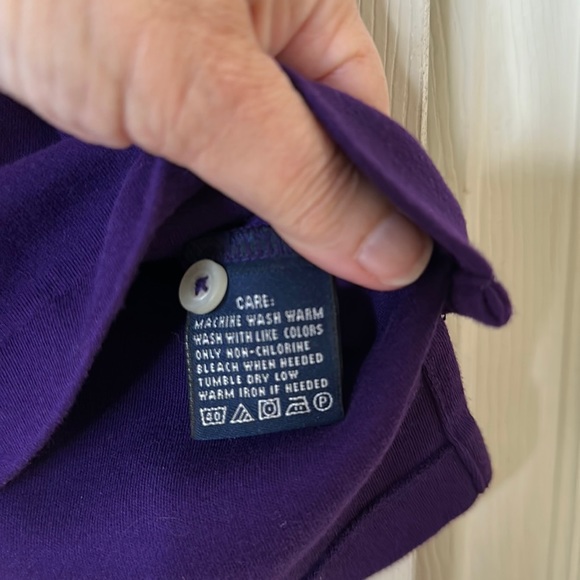 CARE:
MACHINE WASH WARM
WASH WITH LIKE COLORS
ONLY NON-CHLORINE
BLEACH WHEN NEEDED
TUMBLE DRY LOW
WARM IRON IF NEEDED
40 P